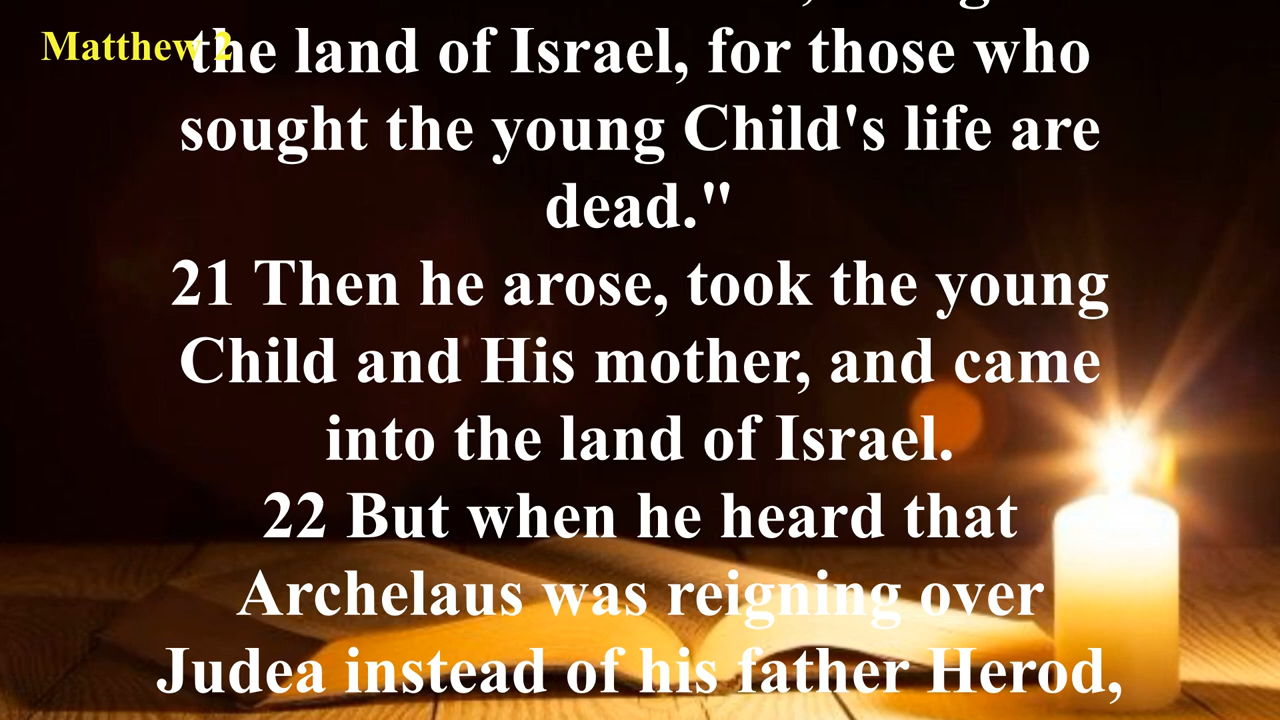 Matthew 2
the land of Israel, for those who
sought the young Child's life are
dead."
21 Then he arose, took the young
Child and His mother, and came
into the land of Israel.
22 But when he heard that
Archelaus was reigning over
Judea instead of his father Herod,